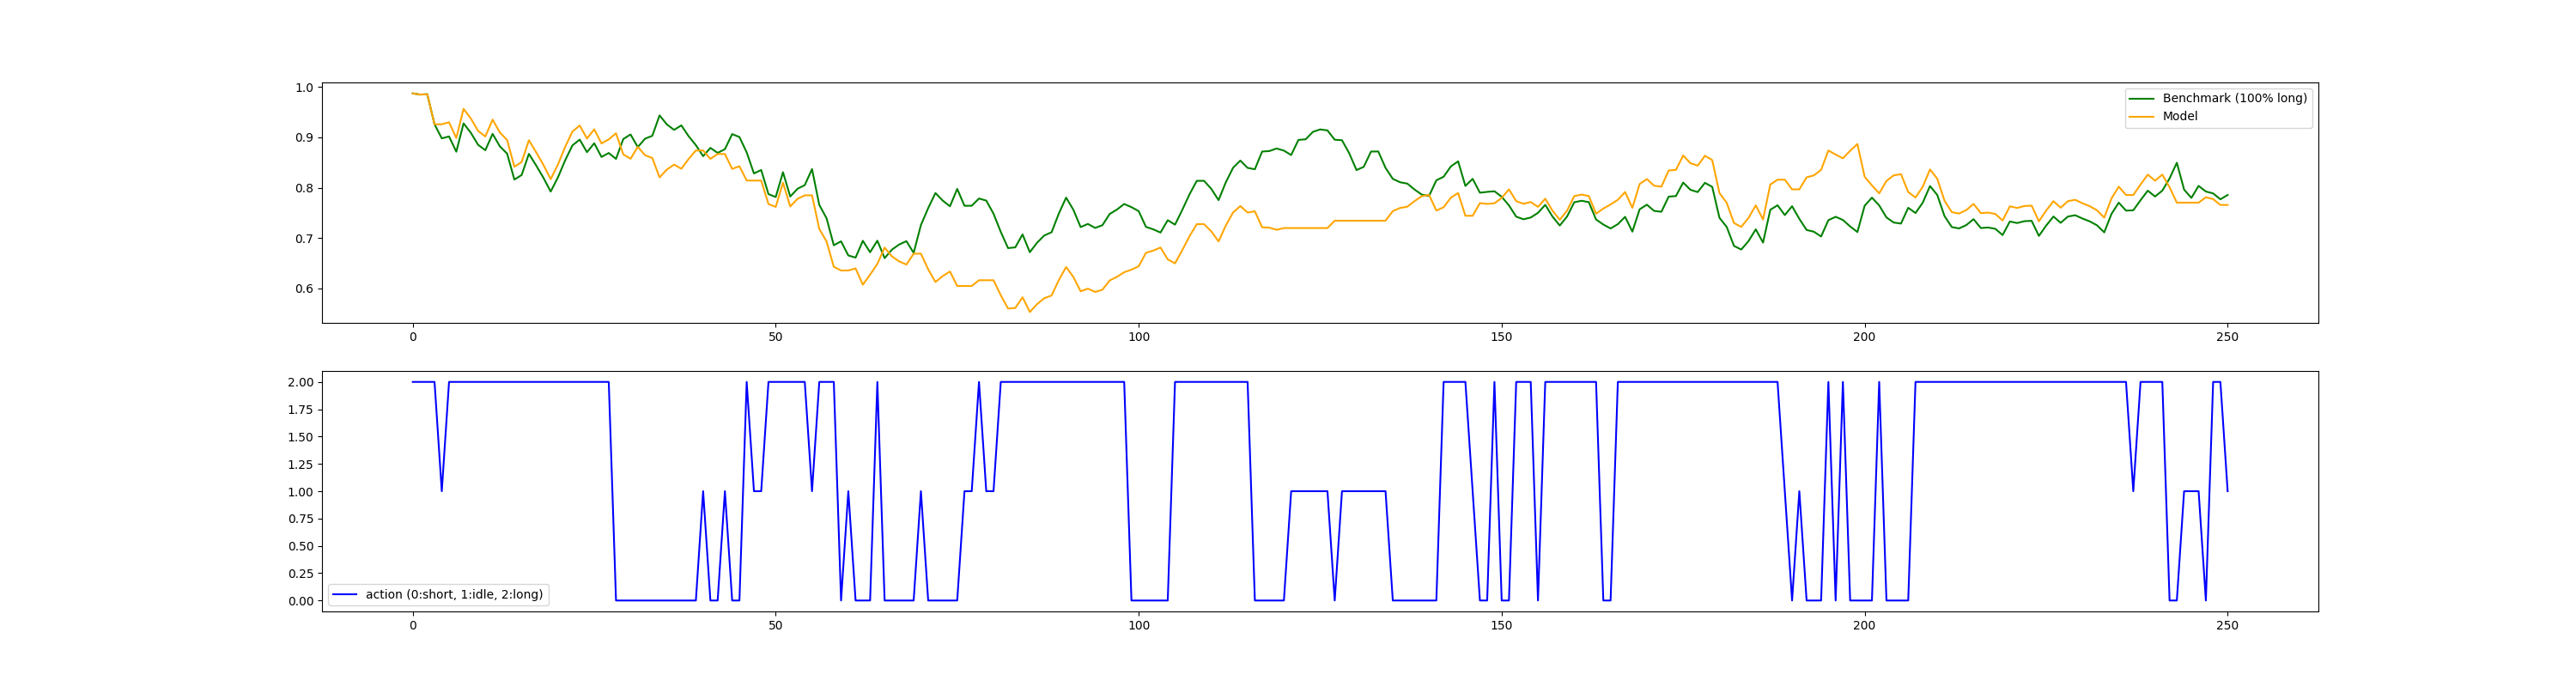 1.0
0.9
0.8
0.7
0.6
Benchmark (100% long)
Model
0 50 100 150 200 250
2.00
1.75
1.50
1.25
1.00
0.75
0.50
0.25
0.00
action (0:short, 1:idle, 2:long)
0 50 100 150 200 250